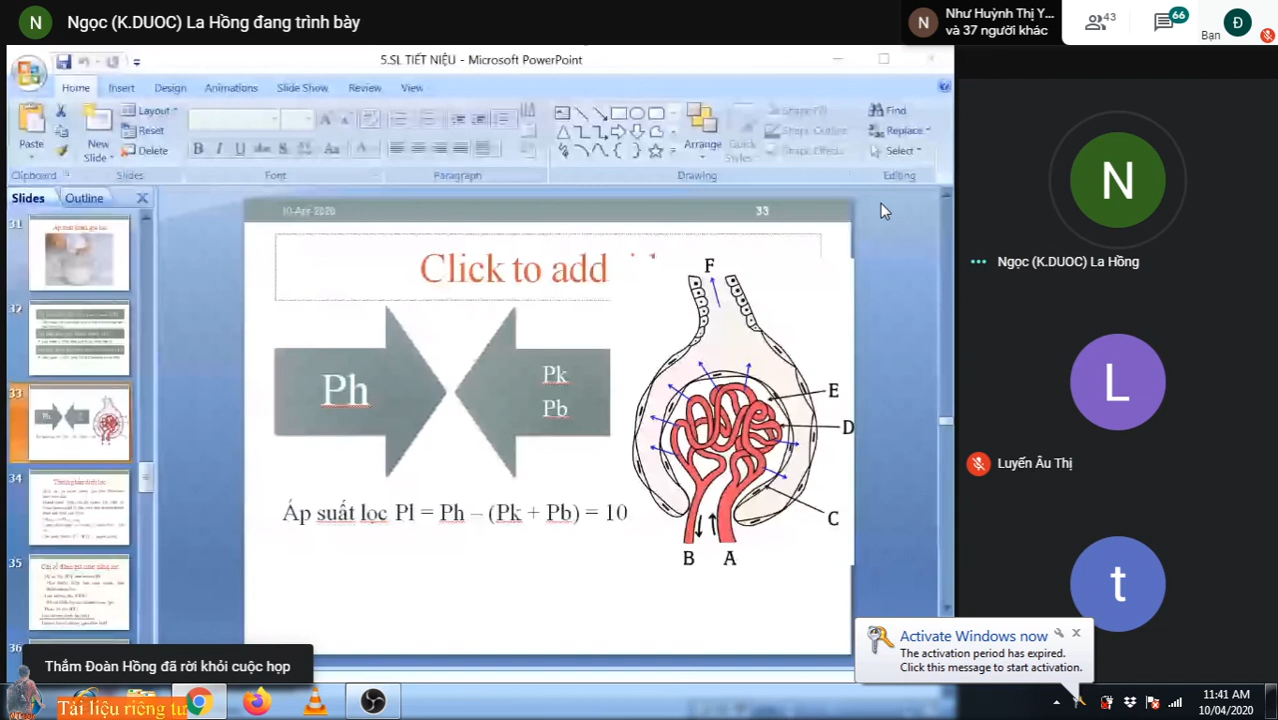 N
Ngọc (K.DUOC) La Hồng đang trình bày
N
Như Huỳnh Thị Y...
và 37 người khác
43
66
Bạn
Đ
5.SL TIẾT NIỆU - Microsoft PowerPoint
Home Insert Design Animations Slide Show Review View
Paste
New
Slide
Layout
Reset
Delete
Arrange
Quick
Styles
Shape Fill
Shape Outline
Shape Effects
Find
Replace
Select
Clipboard Slides Font Paragraph Drawing Editing
Slides Outline
31
32
33
34
35
36
10-Apr-2020
33
Click to add
Ph
Pk
Pb
Áp suất lọc Pl = Ph – (Pk + Pb) = 10
F
E
D
C
B A
N
Ngọc (K.DUOC) La Hồng
L
Luyến Âu Thị
t
Activate Windows now
The activation period has expired.
Click this message to start activation.
Thắm Đoàn Hồng đã rời khỏi cuộc họp
Tài liệu riêng tư
11:41 AM
10/04/2020